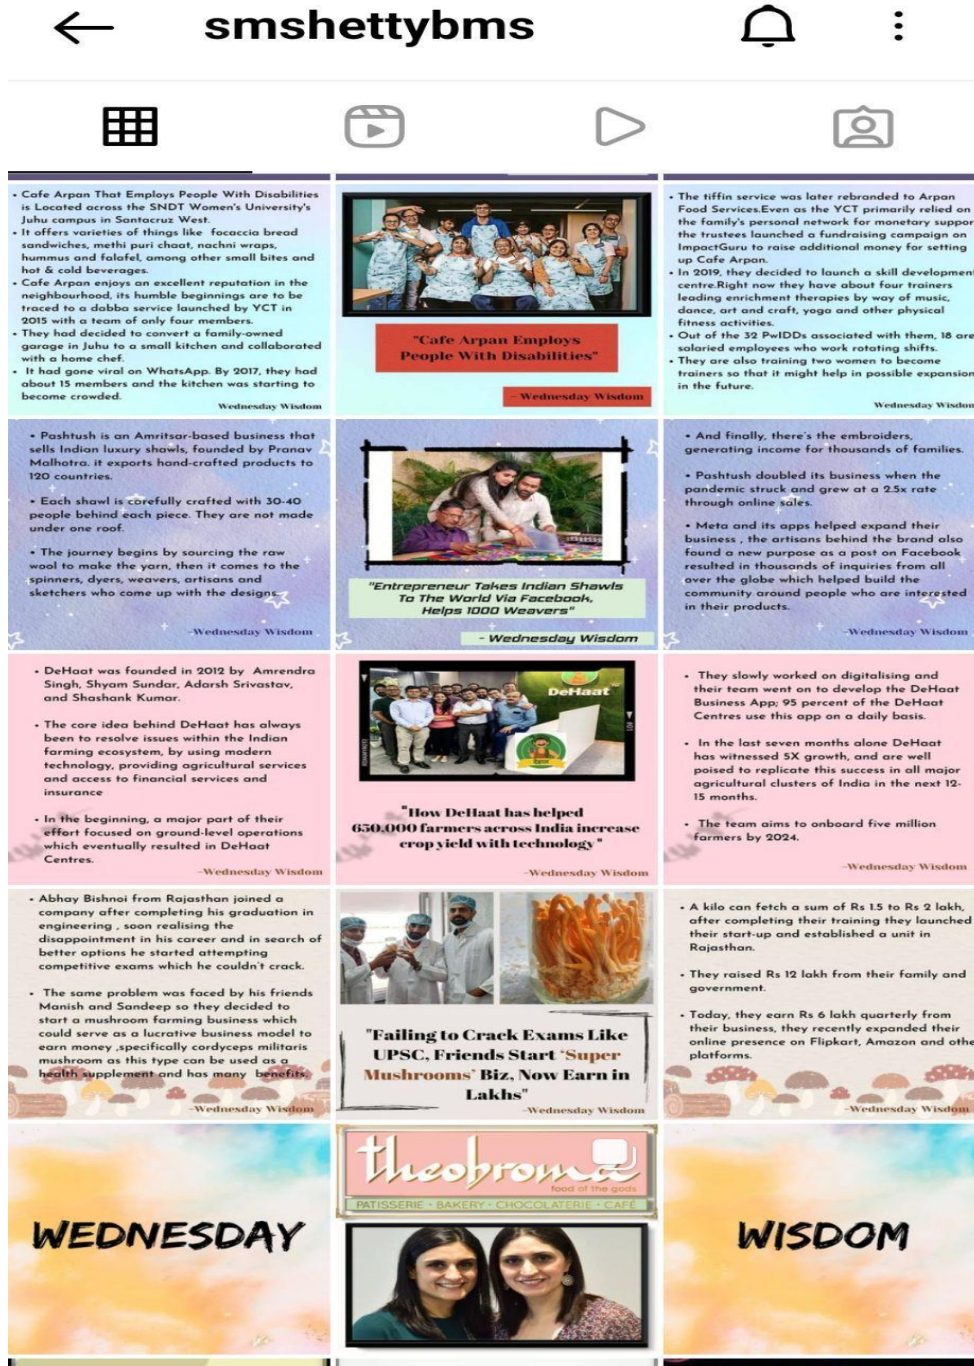 smshettybms
• Cafe Arpan That Employs People With Disabilities
is Located across the SNDT Women's University's
Juhu campus in Santacruz West.
• It offers varieties of things like focaccia bread
sandwiches, methi puri chaat, nachni wraps,
hummus and falafel, among other small bites and
hot & cold beverages.
• Cafe Arpan enjoys an excellent reputation in the
neighbourhood, its humble beginnings are to be
traced to a dabba service launched by YCT in
2015 with a team of only four members.
• They had decided to convert a family-owned
garage in Juhu to a small kitchen and collaborated
with a home chef.
• It had gone viral on WhatsApp. By 2017, they had
about 15 members and the kitchen was starting to
become crowded.
Wednesday Wisdom
"Cafe Arpan Employs
People With Disabilities"
- Wednesday Wisdom
• The tiffin service was later rebranded to Arpan
Food Services.Even as the YCT primarily relied on
the family's personal network for monetary suppor
the trustees launched a fundraising campaign on
ImpactGuru to raise additional money for setting
up Cafe Arpan.
• In 2019, they decided to launch a skill development
centre.Right now they have about four trainers
leading enrichment therapies by way of music,
dance, art and craft, yoga and other physical
fitness activities.
• Out of the 32 PwIDDs associated with them, 18 are
salaried employees who work rotating shifts.
• They are also training two women to become
trainers so that it might help in possible expansion
in the future.
Wednesday Wisdom
• Pashtush is an Amritsar-based business that
sells Indian luxury shawls, founded by Pranav
Malhotra. it exports hand-crafted products to
120 countries.
• Each shawl is carefully crafted with 30-40
people behind each piece. They are not made
under one roof.
• The journey begins by sourcing the raw
wool to make the yarn, then it comes to the
spinners, dyers, weavers, artisans and
sketchers who come up with the designs
-Wednesday Wisdom
"Entrepreneur Takes Indian Shawls
To The World Via Facebook,
Helps 1000 Weavers"
- Wednesday Wisdom
• And finally, there's the embroiders,
generating income for thousands of families.
• Pashtush doubled its business when the
pandemic struck and grew at a 2.5x rate
through online sales.
• Meta and its apps helped expand their
business , the artisans behind the brand also
found a new purpose as a post on Facebook
resulted in thousands of inquiries from all
over the globe which helped build the
community around people who are interested
in their products.
-Wednesday Wisdom
• DeHaat was founded in 2012 by Amrendra
Singh, Shyam Sundar, Adarsh Srivastav,
and Shashank Kumar.
• The core idea behind DeHaat has always
been to resolve issues within the Indian
farming ecosystem, by using modern
technology, providing agricultural services
and access to financial services and
insurance
• In the beginning, a major part of their
effort focused on ground-level operations
which eventually resulted in DeHaat
Centres.
-Wednesday Wisdom
DeHaat
"How DeHaat has helped
650,000 farmers across India increase
crop yield with technology"
-Wednesday Wisdom
• They slowly worked on digitalising and
their team went on to develop the DeHaat
Business App; 95 percent of the DeHaat
Centres use this app on a daily basis.
• In the last seven months alone DeHaat
has witnessed 5X growth, and are well
poised to replicate this success in all major
agricultural clusters of India in the next 12-
15 months.
• The team aims to onboard five million
farmers by 2024.
-Wednesday Wisdom
• Abhay Bishnoi from Rajasthan joined a
company after completing his graduation in
engineering , soon realising the
disappointment in his career and in search of
better options he started attempting
competitive exams which he couldn't crack.
• The same problem was faced by his friends
Manish and Sandeep so they decided to
start a mushroom farming business which
could serve as a lucrative business model to
earn money ,specifically cordyceps militaris
mushroom as this type can be used as a
health supplement and has many benefits.
-Wednesday Wisdom
"Failing to Crack Exams Like
UPSC, Friends Start 'Super
Mushrooms' Biz, Now Earn in
Lakhs"
-Wednesday Wisdom
• A kilo can fetch a sum of Rs 1.5 to Rs 2 lakh,
after completing their training they launched
their start-up and established a unit in
Rajasthan.
• They raised Rs 12 lakh from their family and
government.
• Today, they earn Rs 6 lakh quarterly from
their business, they recently expanded their
online presence on Flipkart, Amazon and othe
platforms.
-Wednesday Wisdom
WEDNESDAY
theobroma
food of the gods
PATISSERIE • BAKERY • CHOCOLATERIE • CAFÉ
WISDOM